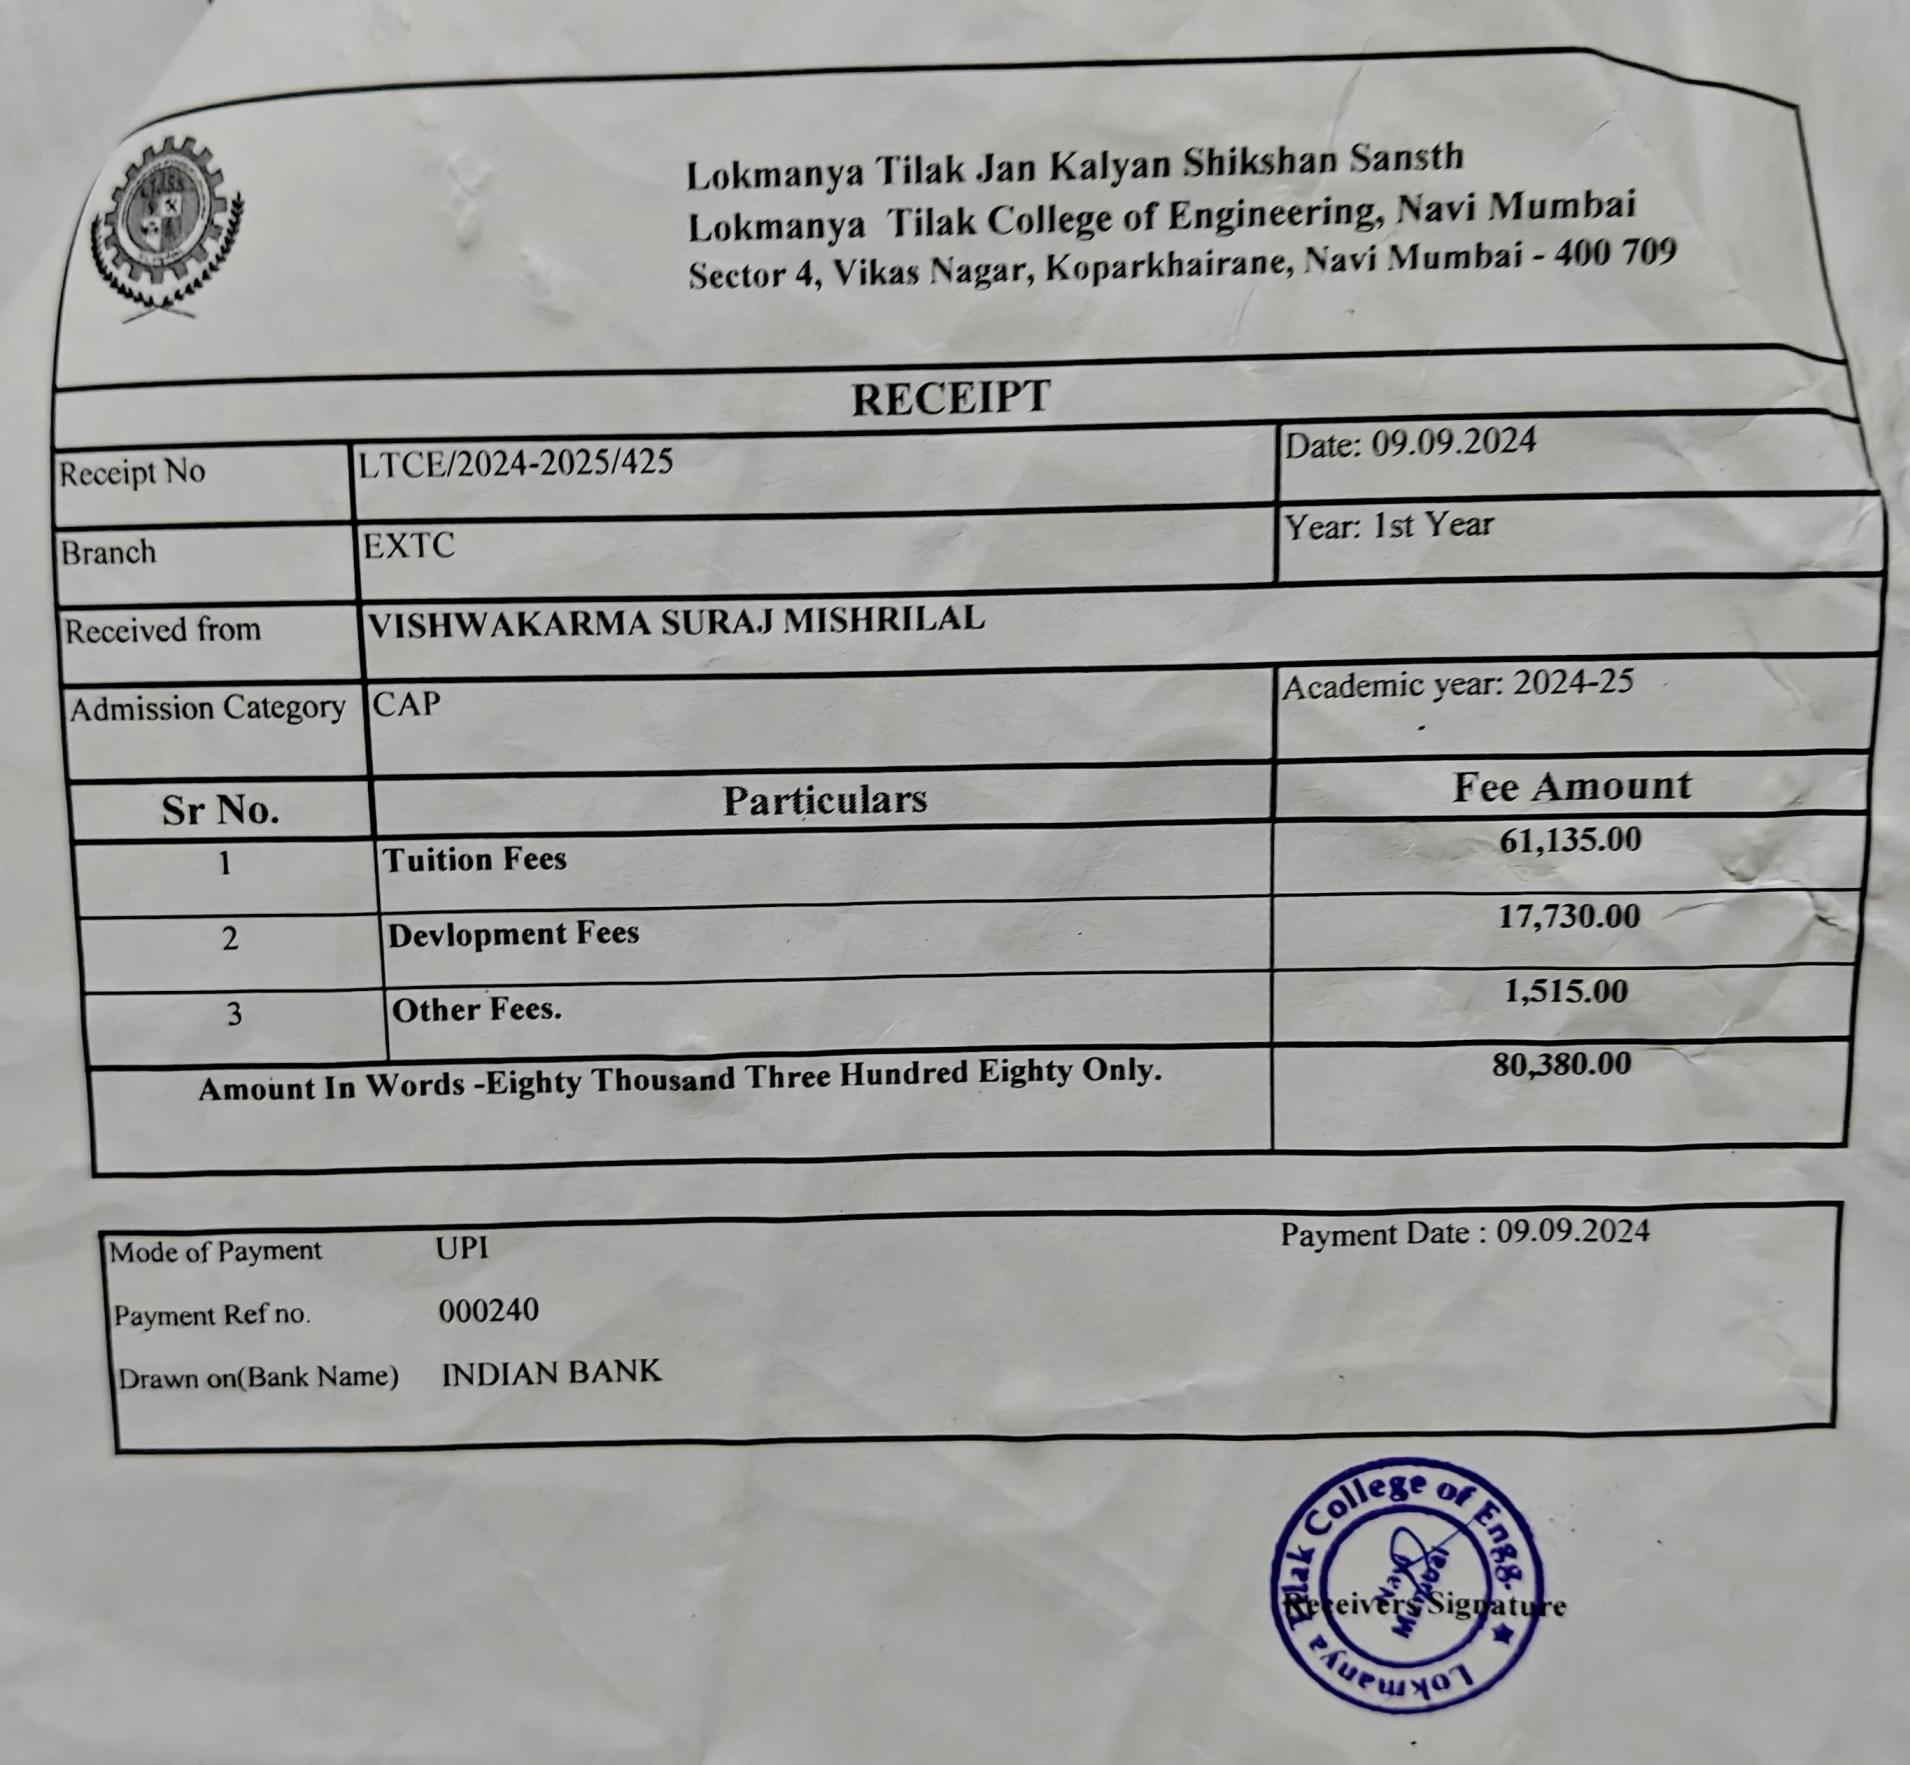 Lokmanya Tilak Jan Kalyan Shikshan Sansth
Lokmanya Tilak College of Engineering, Navi Mumbai
Sector 4, Vikas Nagar, Koparkhairane, Navi Mumbai - 400 709
RECEIPT
Receipt No LTCE/2024-2025/425 Date: 09.09.2024
Branch EXTC Year: 1st Year
Received from VISHWAKARMA SURAJ MISHRILAL
Admission Category CAP Academic year: 2024-25
Sr No. Particulars Fee Amount
1 Tuition Fees 61,135.00
2 Devlopment Fees 17,730.00
3 Other Fees. 1,515.00
Amount In Words -Eighty Thousand Three Hundred Eighty Only. 80,380.00
Mode of Payment UPI Payment Date : 09.09.2024
Payment Ref no. 000240
Drawn on(Bank Name) INDIAN BANK
Receivers Signature
Lokmanya Tilak College of Engg.
Navi
Mumbai